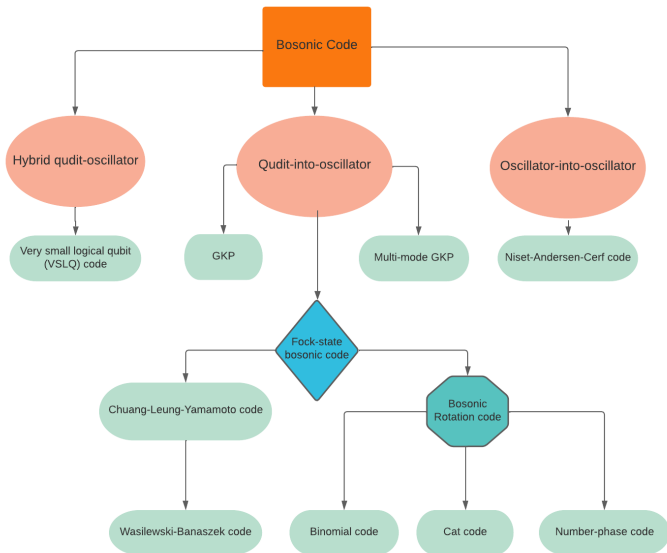 Bosonic Code
Hybrid qudit-oscillator
Qudit-into-oscillator
Oscillator-into-oscillator
Very small logical qubit
(VSLQ) code
GKP
Multi-mode GKP
Niset-Andersen-Cerf code
Fock-state
bosonic code
Chuang-Leung-Yamamoto code
Bosonic
Rotation code
Wasilewski-Banaszek code
Binomial code
Cat code
Number-phase code